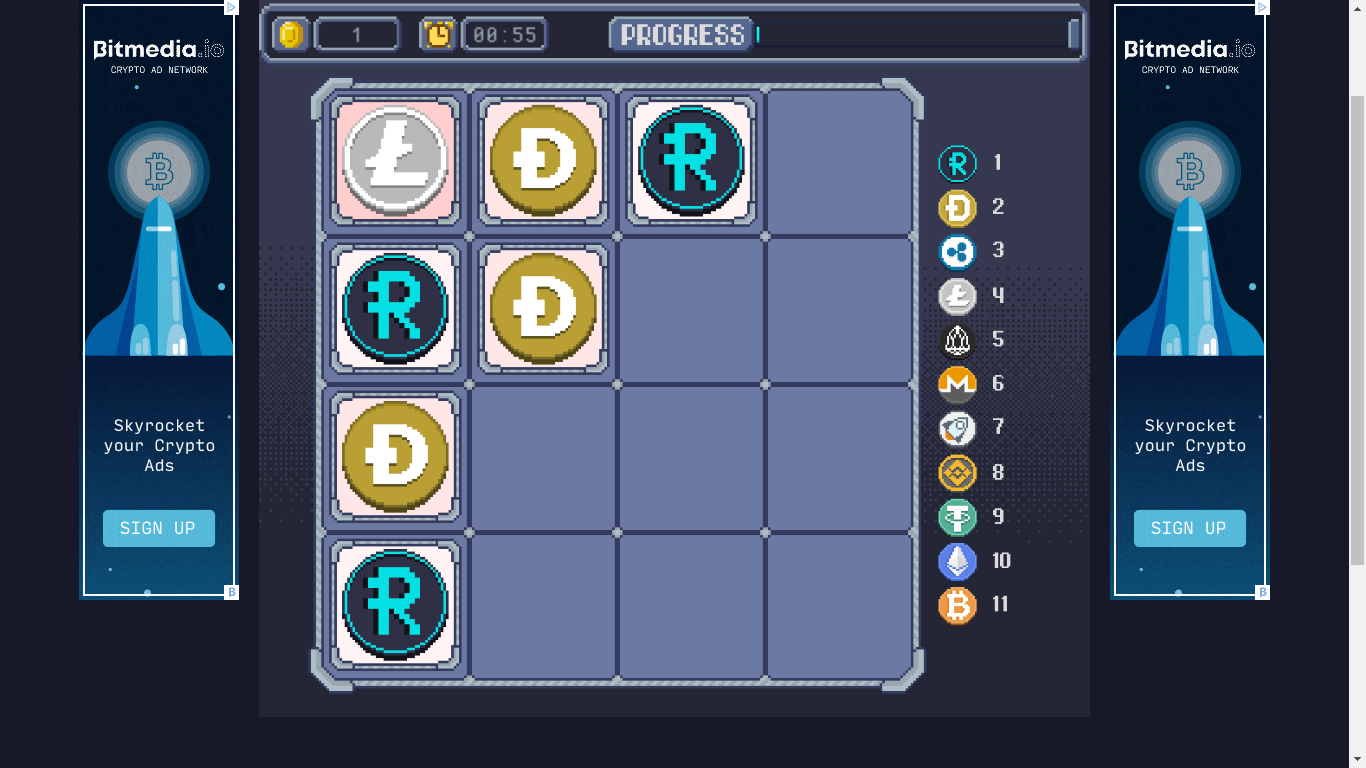 Bitmedia.io
CRYPTO AD NETWORK
Skyrocket
your Crypto
Ads
SIGN UP
1
00:55
PROGRESS
1
2
3
4
5
6
7
8
9
10
11
Bitmedia.io
CRYPTO AD NETWORK
Skyrocket
your Crypto
Ads
SIGN UP